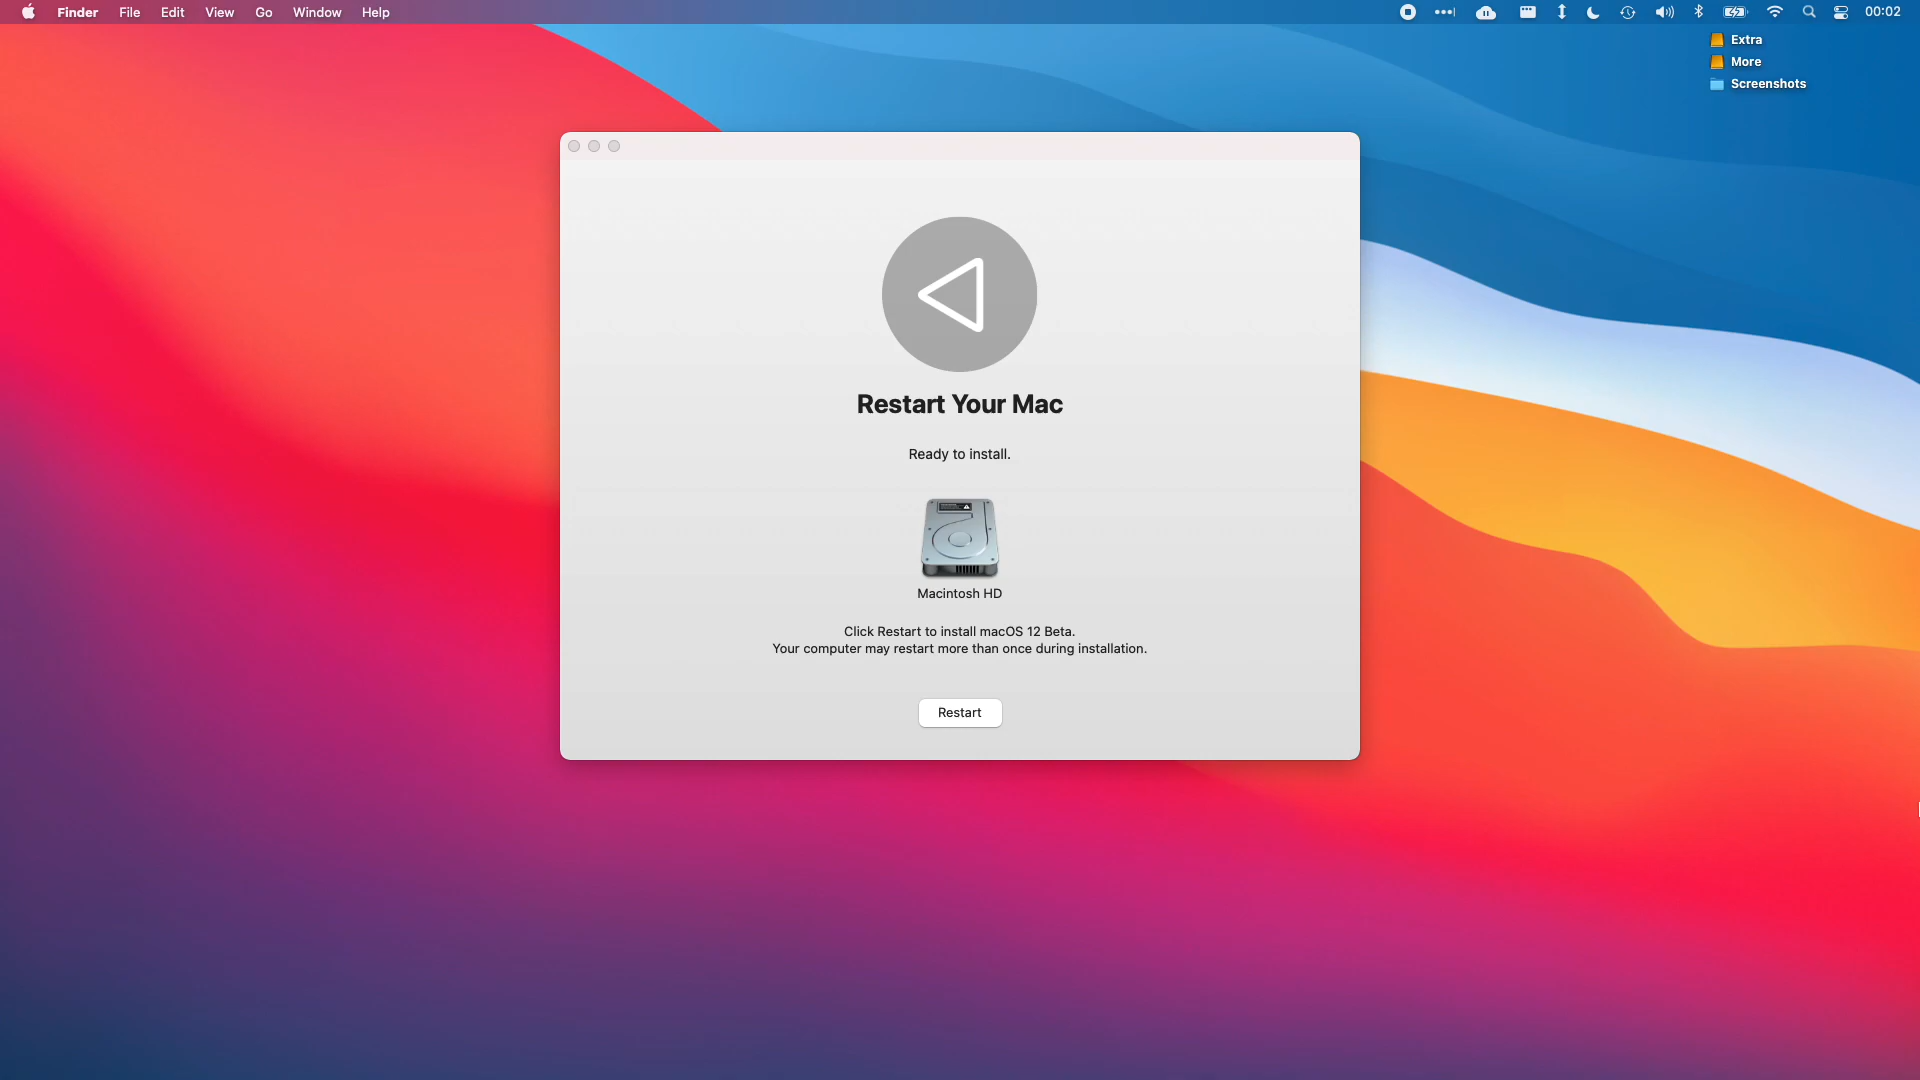 Finder File Edit View Go Window Help 00:02
Extra
More
Screenshots
Restart Your Mac
Ready to install.
Macintosh HD
Click Restart to install macOS 12 Beta.
Your computer may restart more than once during installation.
Restart